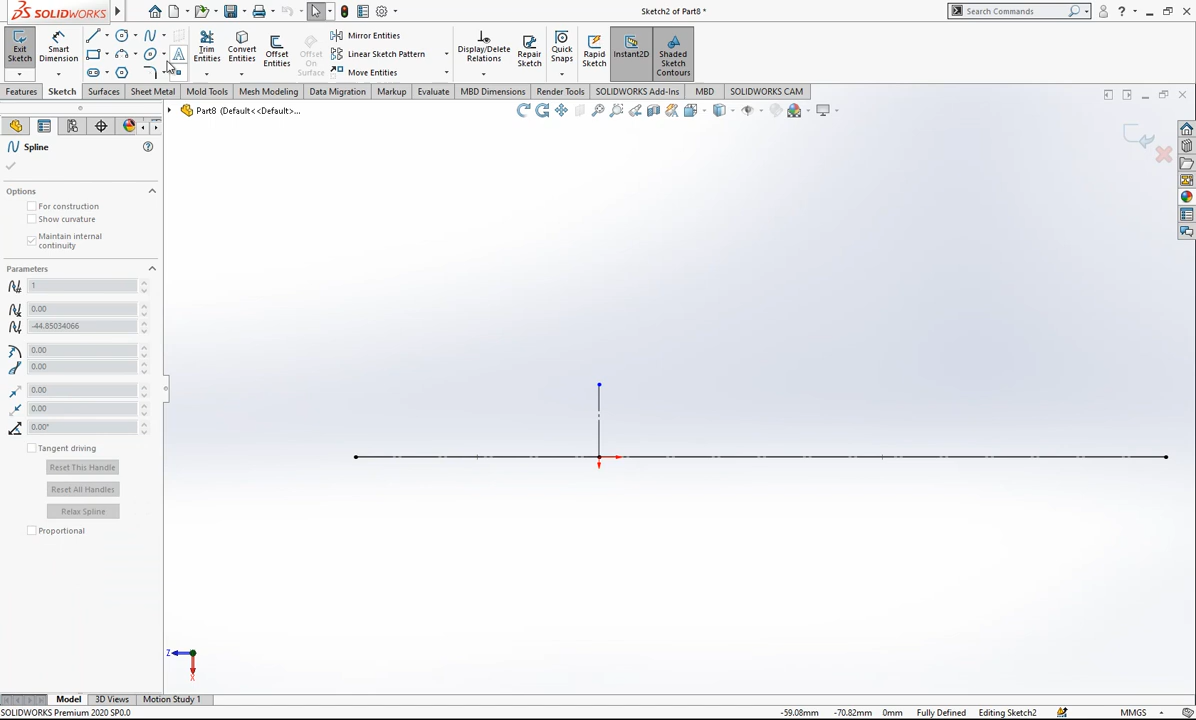 SOLIDWORKS
Sketch2 of Part8 *
Search Commands
?
Exit Sketch
Smart Dimension
Trim Entities
Convert Entities
Offset Entities
Offset On Surface
Mirror Entities
Linear Sketch Pattern
Move Entities
Display/Delete Relations
Repair Sketch
Quick Snaps
Rapid Sketch
Instant2D
Shaded Sketch Contours
Features
Sketch
Surfaces
Sheet Metal
Mold Tools
Mesh Modeling
Data Migration
Markup
Evaluate
MBD Dimensions
Render Tools
SOLIDWORKS Add-Ins
MBD
SOLIDWORKS CAM
Part8 (Default<<Default>...
Spline
Options
For construction
Show curvature
Maintain internal
continuity
Parameters
1
0.00
-44.85034066
0.00
0.00
0.00
0.00
0.00°
Tangent driving
Reset This Handle
Reset All Handles
Relax Spline
Proportional
Z
X
Model
3D Views
Motion Study 1
SOLIDWORKS Premium 2020 SP0.0
-59.08mm
-70.82mm
0mm
Fully Defined
Editing Sketch2
MMGS